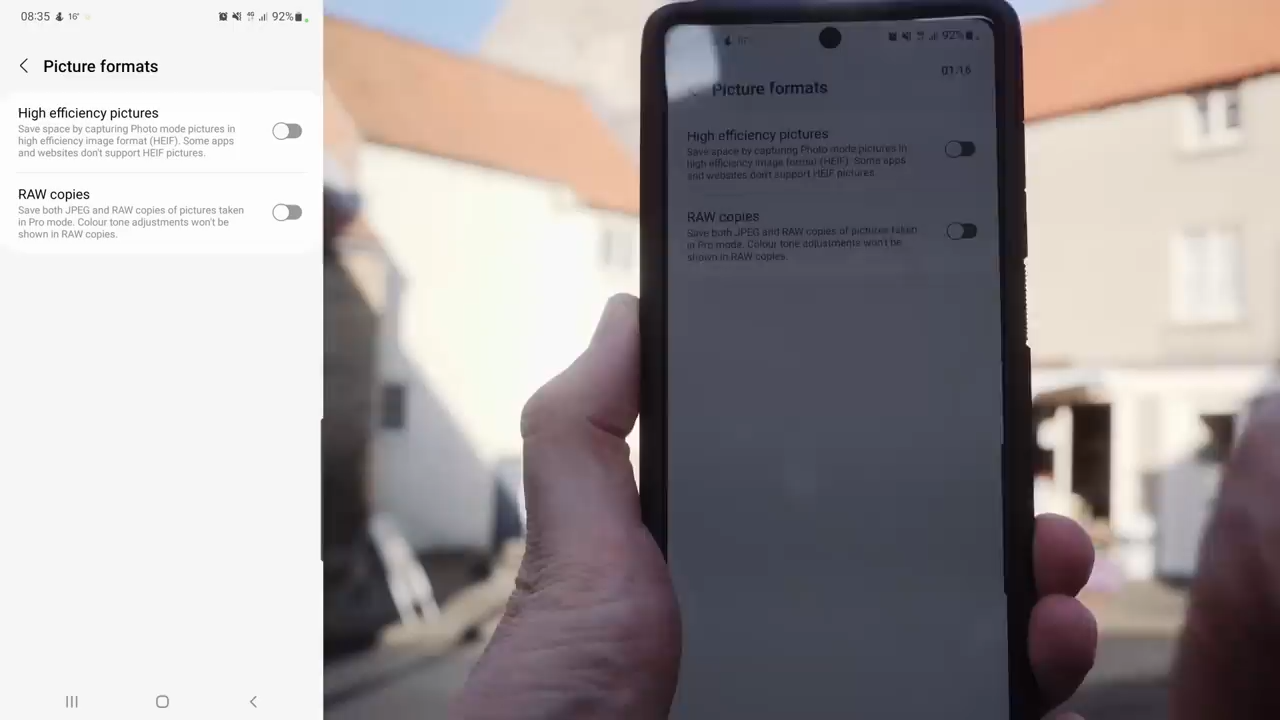 08:35 16° 92%
Picture formats
High efficiency pictures
Save space by capturing Photo mode pictures in
high efficiency image format (HEIF). Some apps
and websites don't support HEIF pictures.
RAW copies
Save both JPEG and RAW copies of pictures taken
in Pro mode. Colour tone adjustments won't be
shown in RAW copies.
92%
01:16
Picture formats
High efficiency pictures
Save space by capturing Photo mode pictures in
high efficiency image format (HEIF). Some apps
and websites don't support HEIF pictures.
RAW copies
Save both JPEG and RAW copies of pictures taken
in Pro mode. Colour tone adjustments won't be
shown in RAW copies.